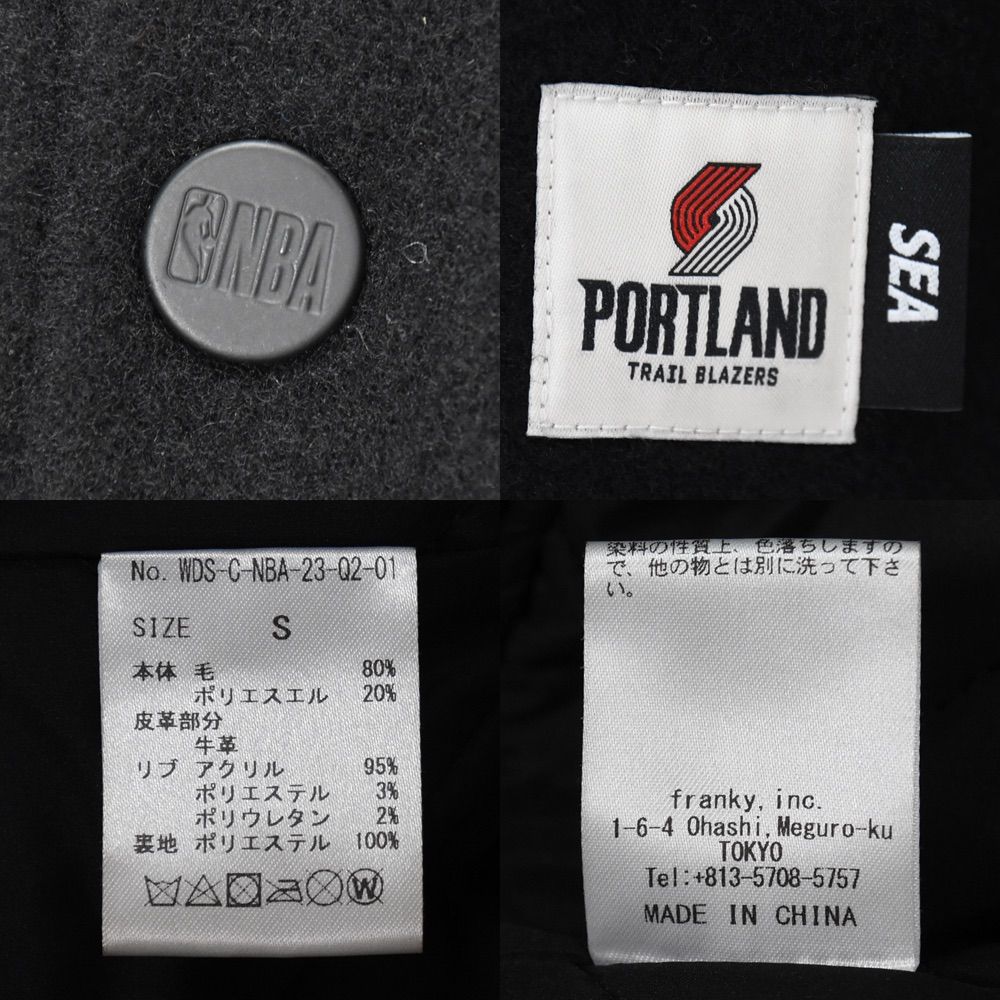 NBA
PORTLAND
TRAIL BLAZERS
SEA
No. WDS-C-NBA-23-Q2-01
SIZE S
本体 毛 80%
ポリエスエル 20%
皮革部分
牛革
リブ アクリル 95%
ポリエステル 3%
ポリウレタン 2%
裏地 ポリエステル 100%
W
染料の性質上、色落ちしますの
で、他の物とは別に洗って下さ
い。
franky, inc.
1-6-4 Ohashi, Meguro-ku
TOKYO
Tel:+813-5708-5757
MADE IN CHINA